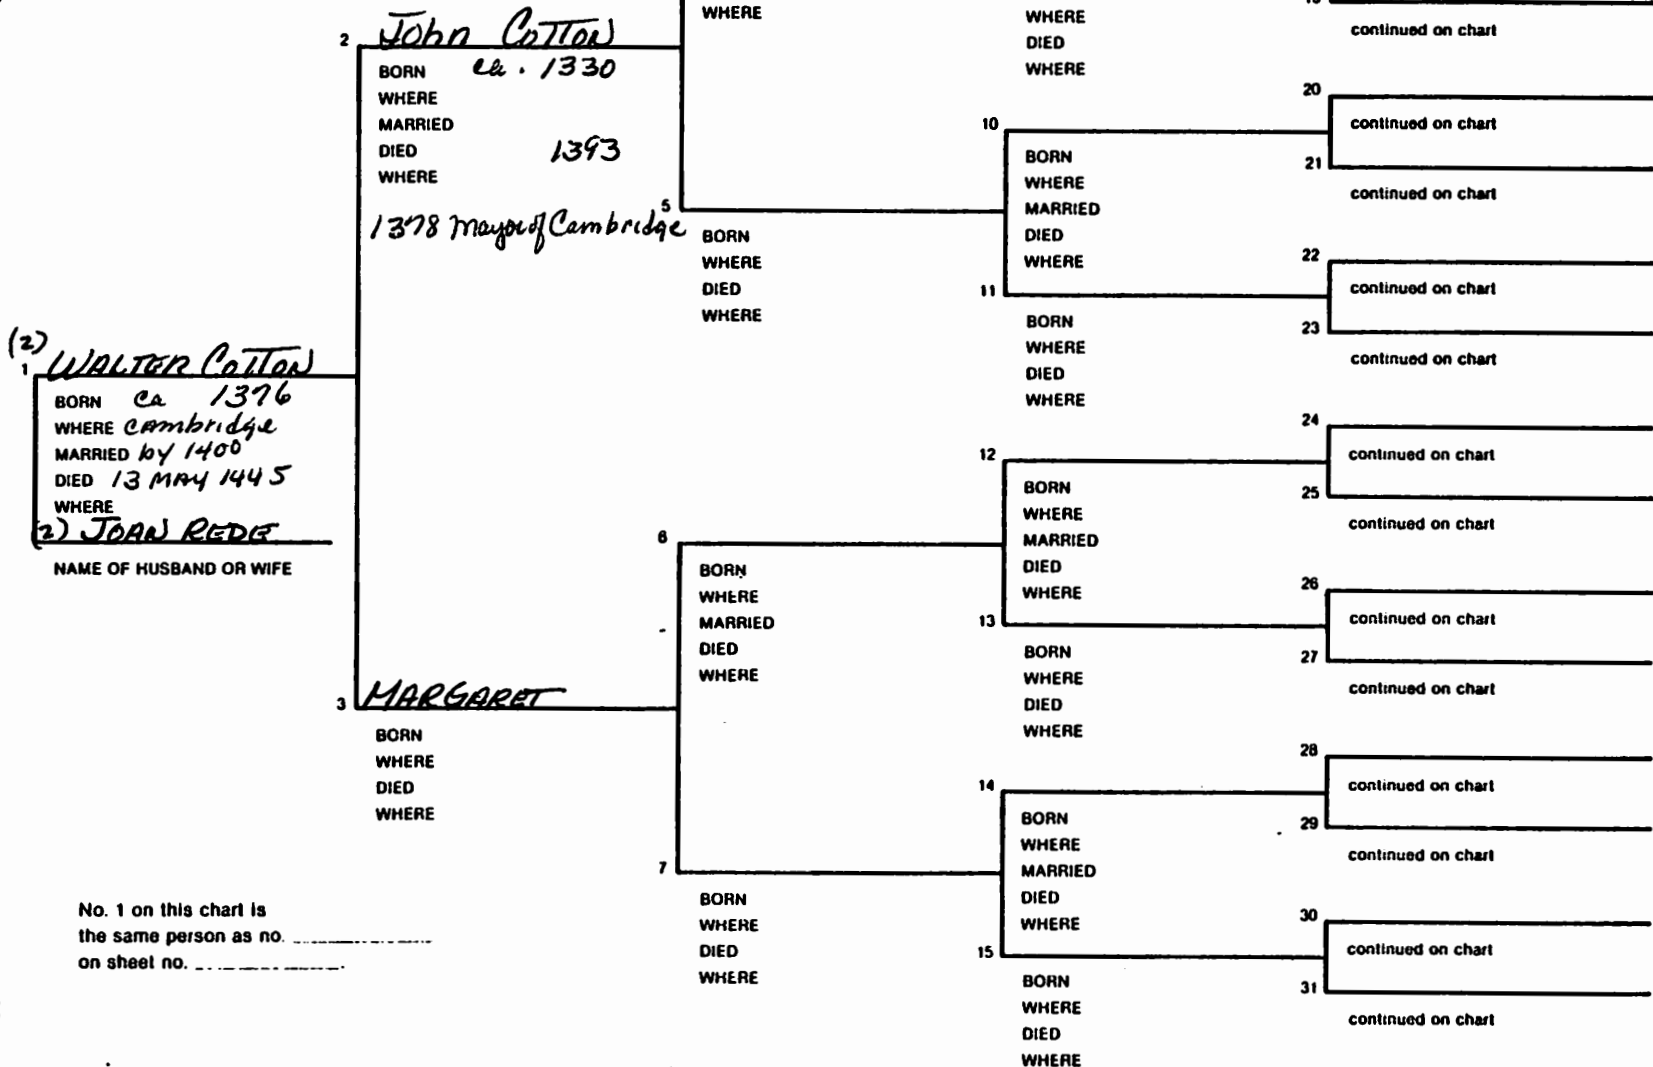 2 John Cotton
BORN ca. 1330
WHERE
MARRIED
DIED 1393
WHERE
1378 Mayor of Cambridge
(2)
1 WALTER COTTON
BORN ca 1376
WHERE Cambridge
MARRIED by 1400
DIED 13 MAY 1445
WHERE
(2) JOAN REDE
NAME OF HUSBAND OR WIFE
3 MARGARET
BORN
WHERE
DIED
WHERE
No. 1 on this chart is
the same person as no.
on sheet no.
WHERE
5
BORN
WHERE
DIED
WHERE
6
BORN
WHERE
MARRIED
DIED
WHERE
7
BORN
WHERE
DIED
WHERE
WHERE
DIED
WHERE
10
BORN
WHERE
MARRIED
DIED
WHERE
11
BORN
WHERE
DIED
WHERE
12
BORN
WHERE
MARRIED
DIED
WHERE
13
BORN
WHERE
DIED
WHERE
14
BORN
WHERE
MARRIED
DIED
WHERE
15
BORN
WHERE
DIED
WHERE
continued on chart
20
continued on chart
21
continued on chart
22
continued on chart
23
continued on chart
24
continued on chart
25
continued on chart
26
continued on chart
27
continued on chart
28
continued on chart
29
continued on chart
30
continued on chart
31
continued on chart